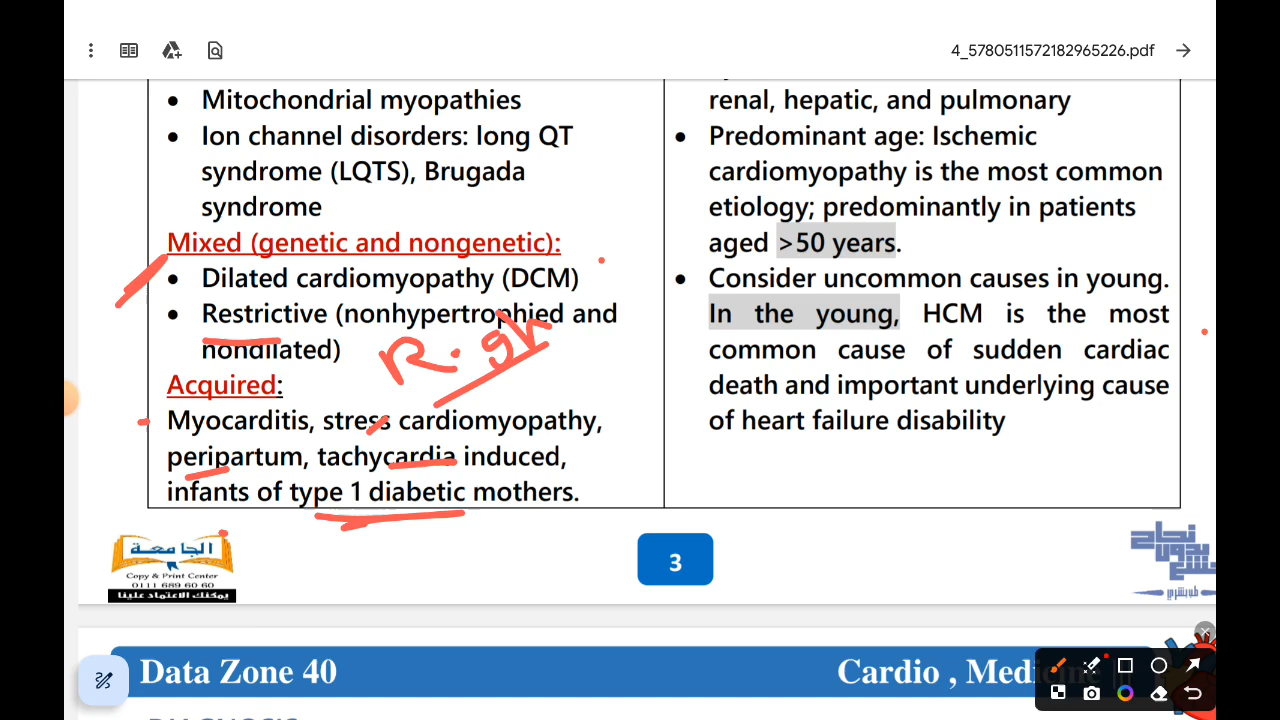 4_5780511572182965226.pdf
• Mitochondrial myopathies
• Ion channel disorders: long QT
syndrome (LQTS), Brugada
syndrome
Mixed (genetic and nongenetic):
• Dilated cardiomyopathy (DCM)
• Restrictive (nonhypertrophied and
nondilated)
Acquired:
Myocarditis, stress cardiomyopathy,
peripartum, tachycardia induced,
infants of type 1 diabetic mothers.
renal, hepatic, and pulmonary
• Predominant age: Ischemic
cardiomyopathy is the most common
etiology; predominantly in patients
aged >50 years.
• Consider uncommon causes in young.
In the young, HCM is the most
common cause of sudden cardiac
death and important underlying cause
of heart failure disability
الجامعة
Copy & Print Center
0111 689 60 60
يمكنك الاعتماد علينا
3
Data Zone 40
Cardio , Medicine